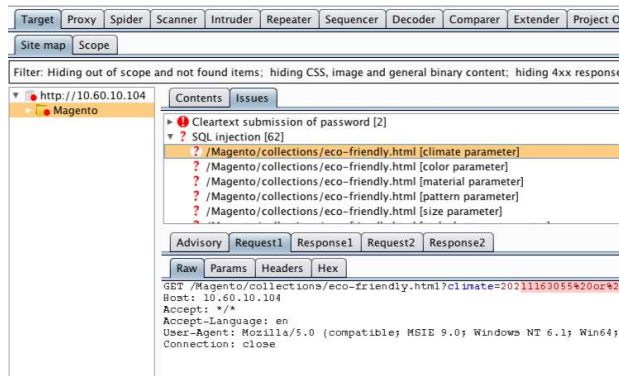 Target Proxy Spider Scanner Intruder Repeater Sequencer Decoder Comparer Extender Project O
Site map Scope
Filter: Hiding out of scope and not found items; hiding CSS, image and general binary content; hiding 4xx response
http://10.60.10.104
Magento
Contents Issues
Cleartext submission of password [2]
? SQL injection [62]
? /Magento/collections/eco-friendly.html [climate parameter]
? /Magento/collections/eco-friendly.html [color parameter]
? /Magento/collections/eco-friendly.html [material parameter]
? /Magento/collections/eco-friendly.html [pattern parameter]
? /Magento/collections/eco-friendly.html [size parameter]
Advisory Request1 Response1 Request2 Response2
Raw Params Headers Hex
GET /Magento/collections/eco-friendly.html?climate=20211163055%20or%2
Host: 10.60.10.104
Accept: */*
Accept-Language: en
User-Agent: Mozilla/5.0 (compatible; MSIE 9.0; Windows NT 6.1; Win64;
Connection: close